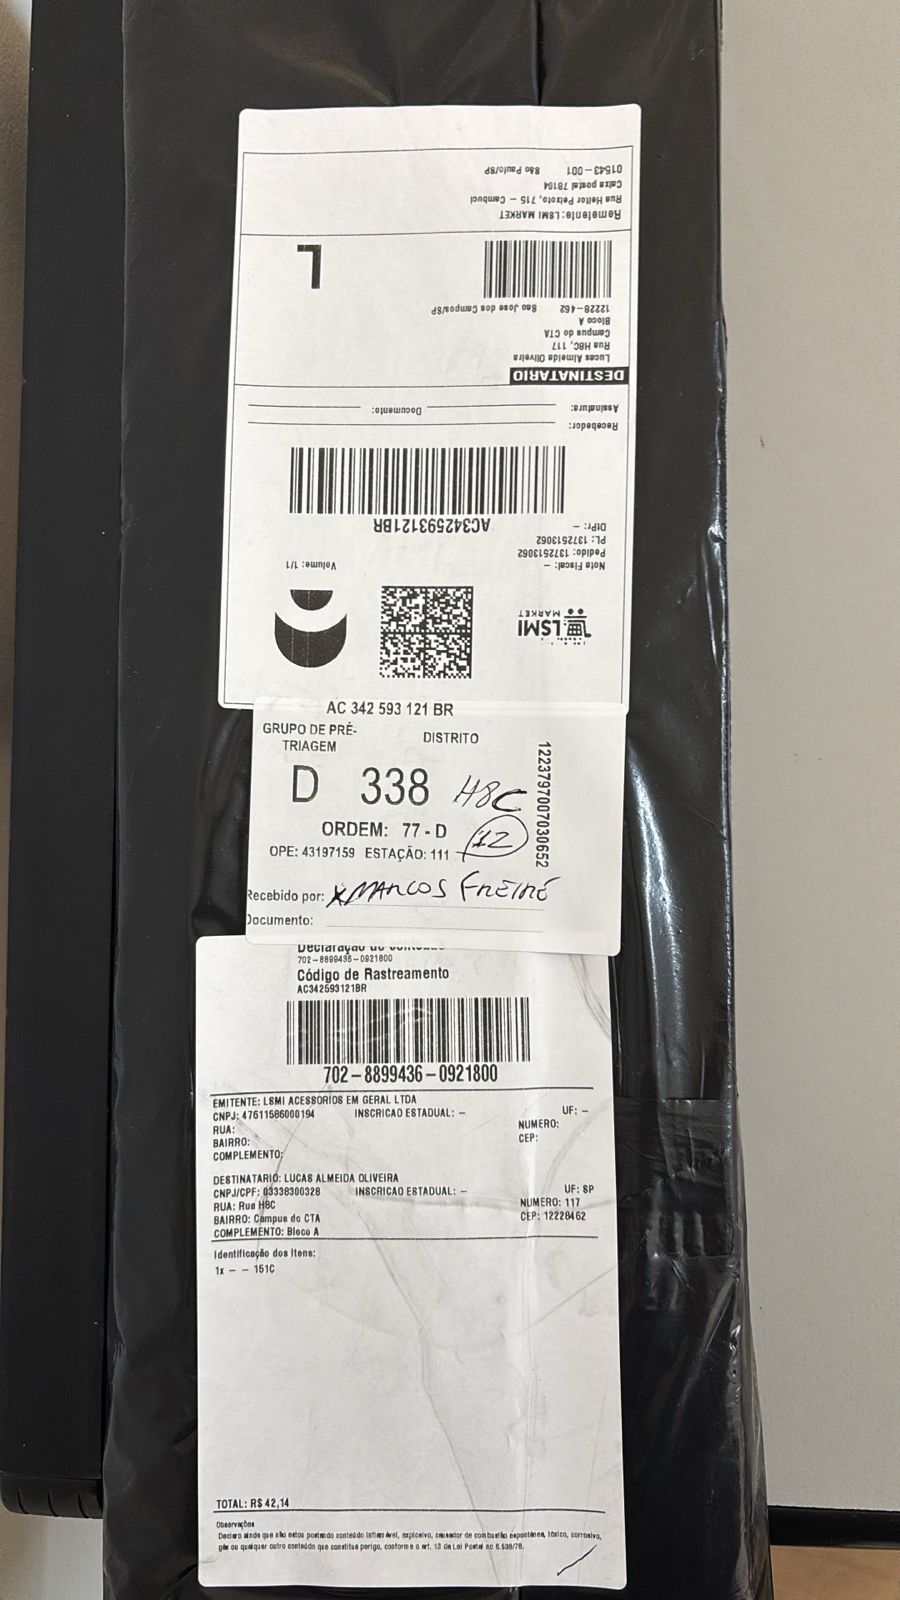 LSMI
MARKET
Volume: 1/1
Nota Fiscal: –
Pedido: 1372513062
PL: 1372513062
DtPr: –
AC342593121BR
Recebedor:
Assinatura:
Documento:
DESTINATARIO
Lucas Almeida Oliveira
Rua H8C, 117
Campus do CTA
Bloco A
12228-462 Sao Jose dos Campos/SP
L
Remetente: LSMI MARKET
Rua Heitor Peixoto, 715 – Cambuci
Caixa postal 78104
01543-001 São Paulo/SP
AC 342 593 121 BR
GRUPO DE PRÉ-
TRIAGEM
DISTRITO
D 338 H8C
ORDEM: 77 - D
12
OPE: 43197159 ESTAÇÃO: 111
1223797007030652
Recebido por: x MARCOS FREIRE
Documento:
Declaração de
702-8899436-0921800
Código de Rastreamento
AC342593121BR
702-8899436-0921800
EMITENTE: LSMI ACESSORIOS EM GERAL LTDA
CNPJ: 47611586000194 INSCRICAO ESTADUAL: – UF: –
RUA: NUMERO:
BAIRRO: CEP:
COMPLEMENTO:
DESTINATARIO: LUCAS ALMEIDA OLIVEIRA
CNPJ/CPF: 03338300328 INSCRICAO ESTADUAL: – UF: SP
RUA: Rua H8C NUMERO: 117
BAIRRO: Campus do CTA CEP: 12228462
COMPLEMENTO: Bloco A
Identificação dos Itens:
1x – – 151C
TOTAL: R$ 42,14
Observações
Declaro ainda que não estou postando conteúdo inflamável, explosivo, causador de combustão espontânea, tóxico, corrosivo,
gás ou qualquer outro conteúdo que constitua perigo, conforme o art. 13 da Lei Postal no 6.538/78.